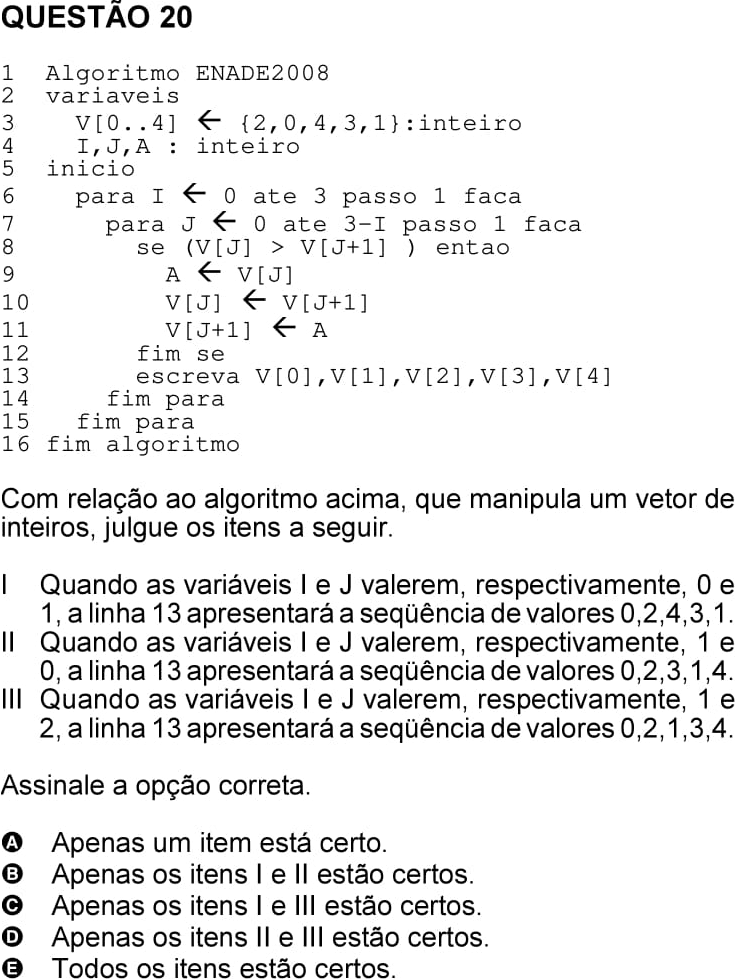 QUESTÃO 20
1 Algoritmo ENADE2008
2 variaveis
3 V[0..4] ← {2,0,4,3,1}:inteiro
4 I,J,A : inteiro
5 inicio
6 para I ← 0 ate 3 passo 1 faca
7 para J ← 0 ate 3-I passo 1 faca
8 se (V[J] > V[J+1] ) entao
9 A ← V[J]
10 V[J] ← V[J+1]
11 V[J+1] ← A
12 fim se
13 escreva V[0],V[1],V[2],V[3],V[4]
14 fim para
15 fim para
16 fim algoritmo
Com relação ao algoritmo acima, que manipula um vetor de
inteiros, julgue os itens a seguir.
I Quando as variáveis I e J valerem, respectivamente, 0 e
1, a linha 13 apresentará a seqüência de valores 0,2,4,3,1.
II Quando as variáveis I e J valerem, respectivamente, 1 e
0, a linha 13 apresentará a seqüência de valores 0,2,3,1,4.
III Quando as variáveis I e J valerem, respectivamente, 1 e
2, a linha 13 apresentará a seqüência de valores 0,2,1,3,4.
Assinale a opção correta.
A Apenas um item está certo.
B Apenas os itens I e II estão certos.
C Apenas os itens I e III estão certos.
D Apenas os itens II e III estão certos.
E Todos os itens estão certos.